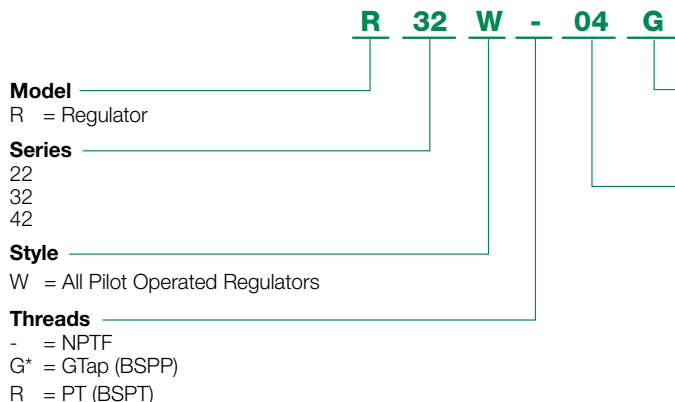 R 32 W - 04 G
Model
R = Regulator
Series
22
32
42
Style
W = All Pilot Operated Regulators
Threads
- = NPTF
G* = GTap (BSPP)
R = PT (BSPT)